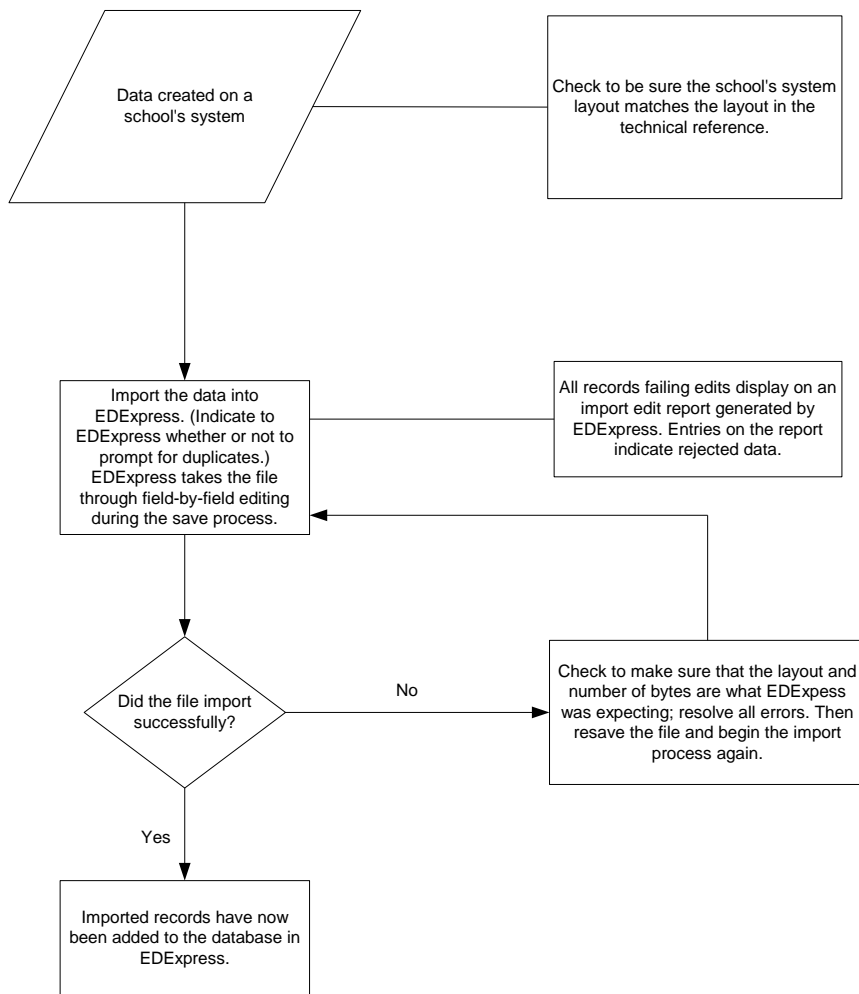 Data created on a
school's system
Check to be sure the school's system
layout matches the layout in the
technical reference.
Import the data into
EDExpress. (Indicate to
EDExpress whether or not to
prompt for duplicates.)
EDExpress takes the file
through field-by-field editing
during the save process.
All records failing edits display on an
import edit report generated by
EDExpress. Entries on the report
indicate rejected data.
Did the file import
successfully?
No
Check to make sure that the layout and
number of bytes are what EDExpess
was expecting; resolve all errors. Then
resave the file and begin the import
process again.
Yes
Imported records have now
been added to the database in
EDExpress.